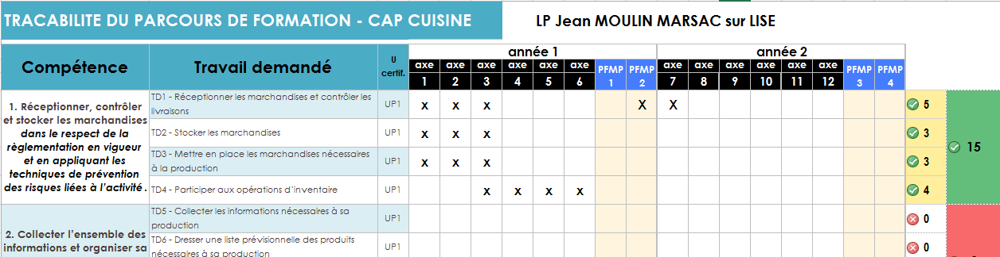 TRACABILITE DU PARCOURS DE FORMATION - CAP CUISINE LP Jean MOULIN MARSAC sur LISE
année 1 année 2
Compétence Travail demandé U certif. axe 1 axe 2 axe 3 axe 4 axe 5 axe 6 PFMP 1 PFMP 2 axe 7 axe 8 axe 9 axe 10 axe 11 axe 12 PFMP 3 PFMP 4
1. Réceptionner, contrôler
et stocker les marchandises
dans le respect de la
règlementation en vigueur
et en appliquant les
techniques de prévention
des risques liées à l'activité.
TD1 - Réceptionner les marchandises et contrôler les
livraisons
UP1 x x x X X 5
TD2 - Stocker les marchandises UP1 x x x 3
TD3 - Mettre en place les marchandises nécessaires
à la production
UP1 x x x 3
TD4 - Participer aux opérations d'inventaire UP1 x x x x 4
15
2. Collecter l'ensemble des
informations et organiser sa
TD5 - Collecter les informations nécessaires à sa
production
UP1 0
TD6 - Dresser une liste prévisionnelle des produits
nécessaires à sa production
UP1 0